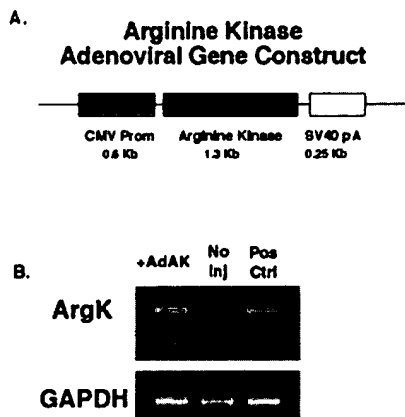 A.
Arginine Kinase
Adenoviral Gene Construct
CMV Prom Arginine Kinase SV40 pA
0.6 Kb 1.3 Kb 0.25 Kb
B.
+AdAK No Inj Pos Ctrl
ArgK
GAPDH